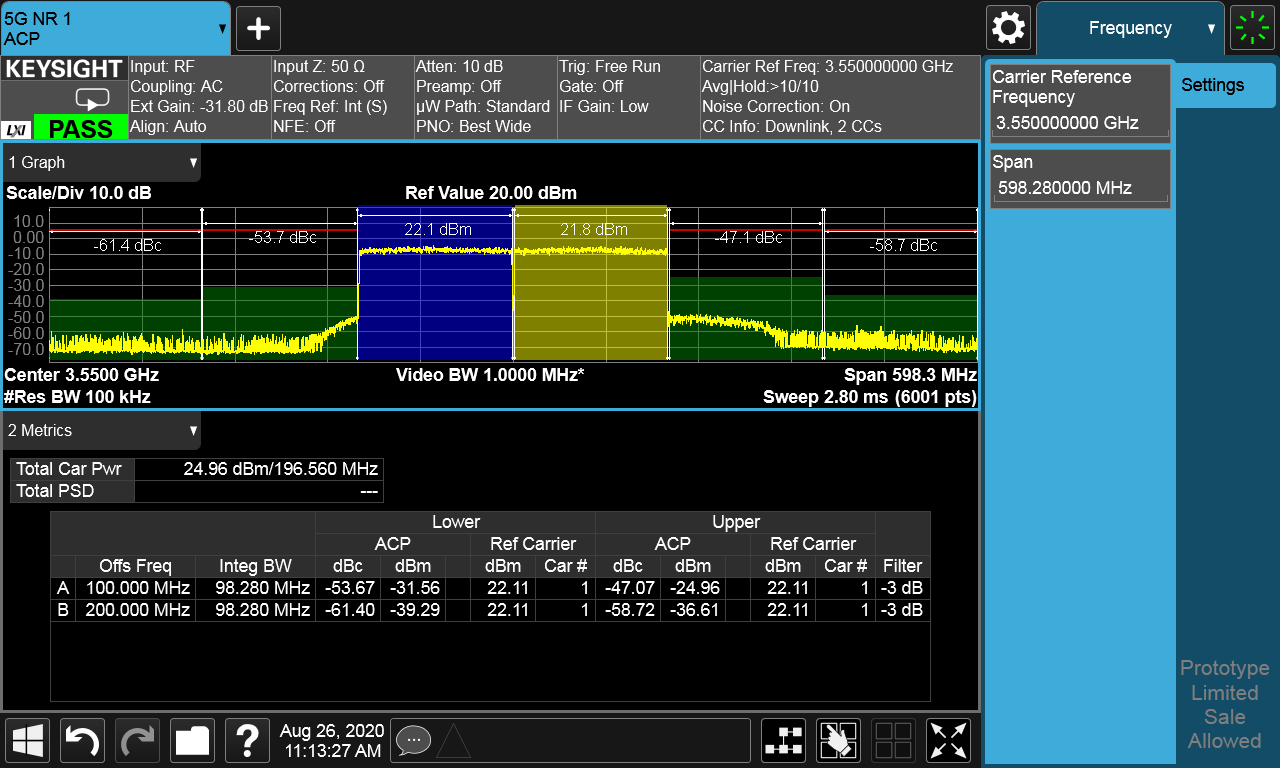 5G NR 1
ACP
Frequency
KEYSIGHT
LXI
PASS
Input: RF
Coupling: AC
Ext Gain: -31.80 dB
Align: Auto
Input Z: 50 Ω
Corrections: Off
Freq Ref: Int (S)
NFE: Off
Atten: 10 dB
Preamp: Off
µW Path: Standard
PNO: Best Wide
Trig: Free Run
Gate: Off
IF Gain: Low
Carrier Ref Freq: 3.550000000 GHz
Avg|Hold:>10/10
Noise Correction: On
CC Info: Downlink, 2 CCs
Carrier Reference
Frequency
3.550000000 GHz
Span
598.280000 MHz
Settings
1 Graph
Scale/Div 10.0 dB
Ref Value 20.00 dBm
10.0
0.00
-10.0
-20.0
-30.0
-40.0
-50.0
-60.0
-70.0
-61.4 dBc
-53.7 dBc
22.1 dBm
21.8 dBm
-47.1 dBc
-58.7 dBc
Center 3.5500 GHz
Video BW 1.0000 MHz*
Span 598.3 MHz
#Res BW 100 kHz
Sweep 2.80 ms (6001 pts)
2 Metrics
Total Car Pwr 24.96 dBm/196.560 MHz
Total PSD ---
Lower Upper
ACP Ref Carrier ACP Ref Carrier
Offs Freq Integ BW dBc dBm dBm Car # dBc dBm dBm Car # Filter
A 100.000 MHz 98.280 MHz -53.67 -31.56 22.11 1 -47.07 -24.96 22.11 1 -3 dB
B 200.000 MHz 98.280 MHz -61.40 -39.29 22.11 1 -58.72 -36.61 22.11 1 -3 dB
Prototype
Limited
Sale
Allowed
Aug 26, 2020
11:13:27 AM